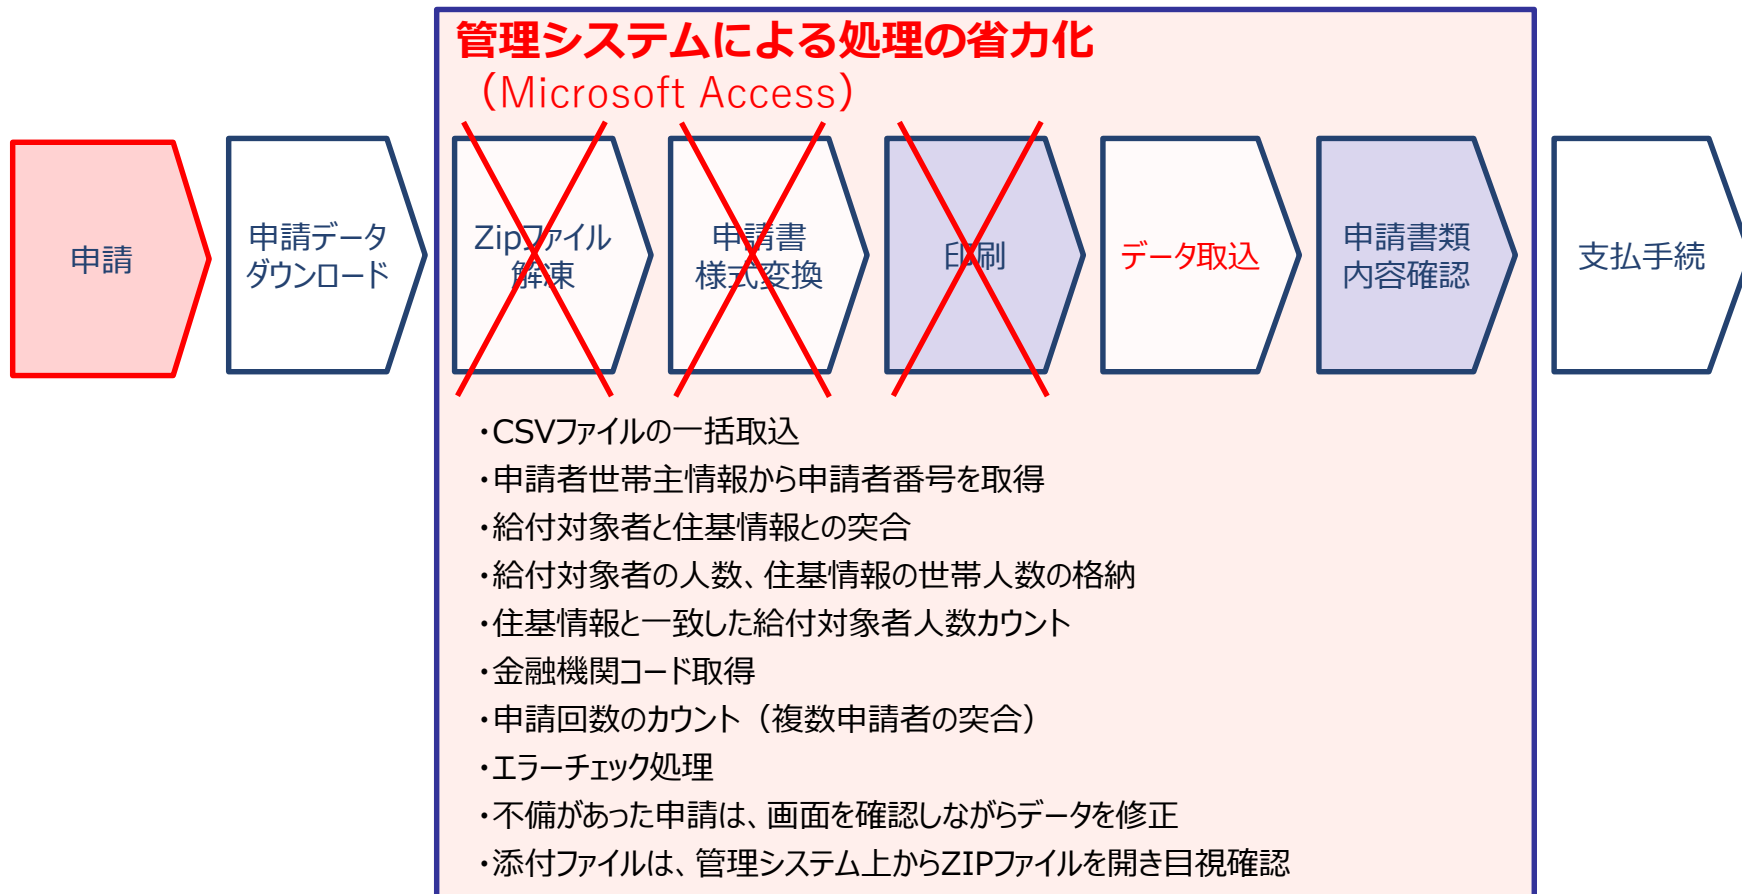 管理システムによる処理の省力化
（Microsoft Access）
申請
申請データ
ダウンロード
Zipファイル
解凍
申請書
様式変換
印刷
データ取込
申請書類
内容確認
支払手続
・CSVファイルの一括取込
・申請者世帯主情報から申請者番号を取得
・給付対象者と住基情報との突合
・給付対象者の人数、住基情報の世帯人数の格納
・住基情報と一致した給付対象者人数カウント
・金融機関コード取得
・申請回数のカウント（複数申請者の突合）
・エラーチェック処理
・不備があった申請は、画面を確認しながらデータを修正
・添付ファイルは、管理システム上からZIPファイルを開き目視確認